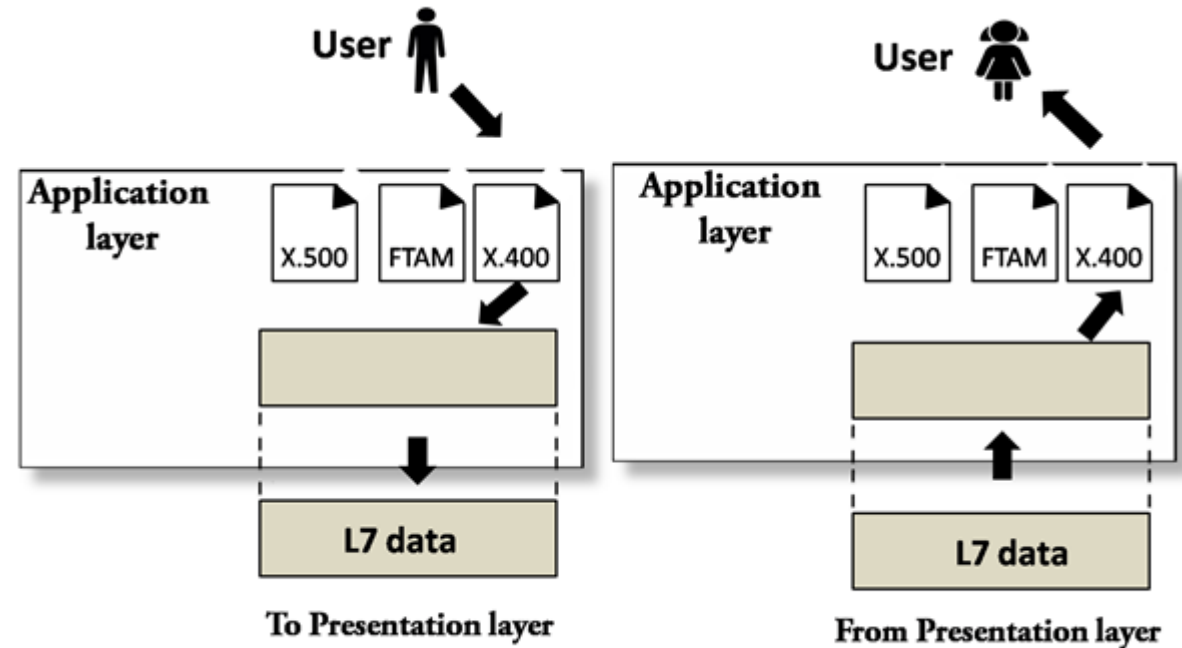 User
Application
layer
X.500 FTAM X.400
L7 data
To Presentation layer
User
Application
layer
X.500 FTAM X.400
L7 data
From Presentation layer